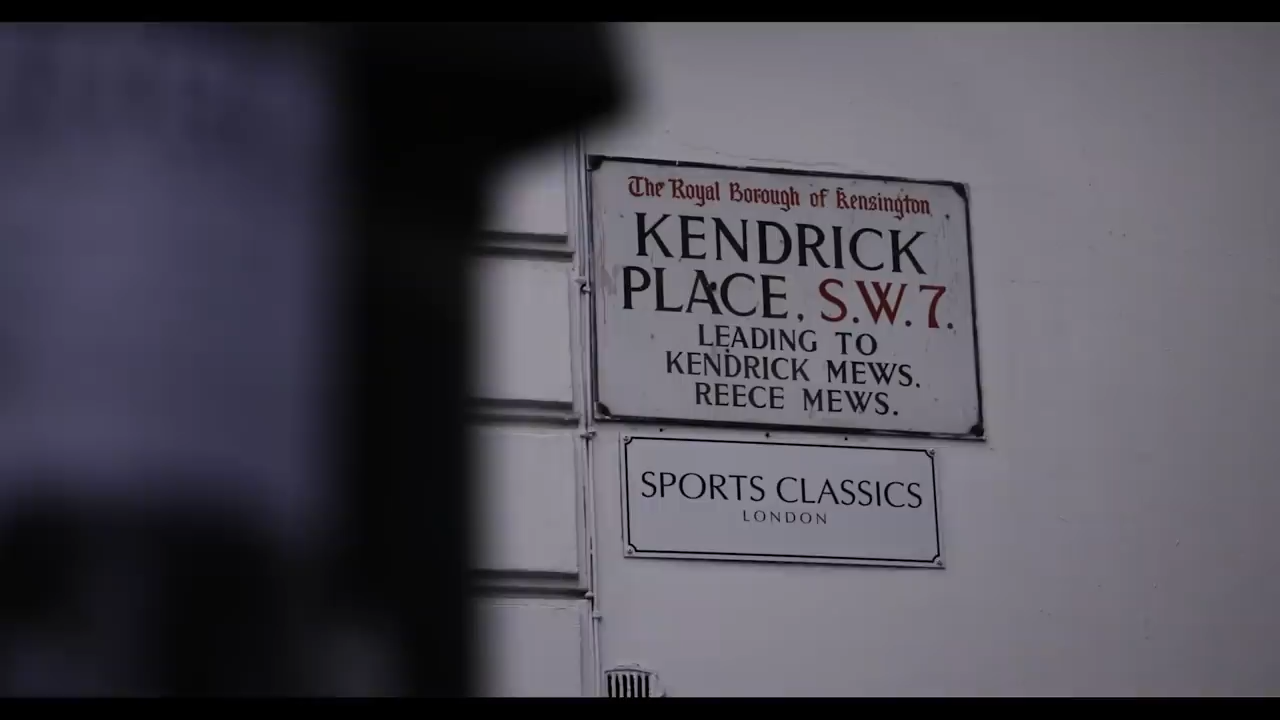 The Royal Borough of Kensington
KENDRICK
PLACE, S.W.7.
LEADING TO
KENDRICK MEWS.
REECE MEWS.
SPORTS CLASSICS
LONDON